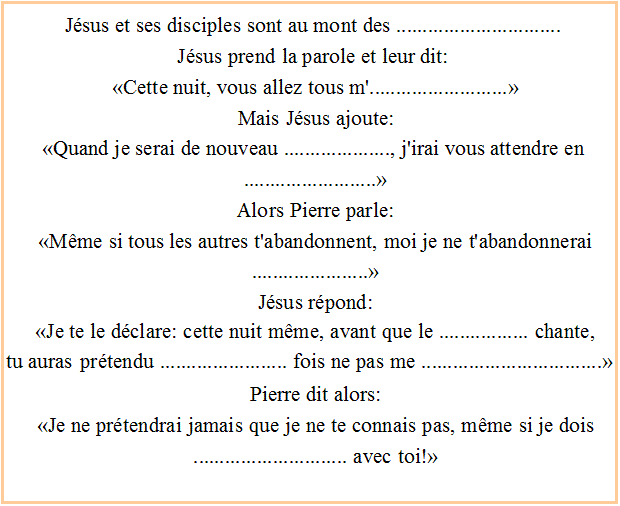 Jésus et ses disciples sont au mont des ...............................
Jésus prend la parole et leur dit:
«Cette nuit, vous allez tous m'..........................»
Mais Jésus ajoute:
«Quand je serai de nouveau ...................., j'irai vous attendre en
.........................»
Alors Pierre parle:
«Même si tous les autres t'abandonnent, moi je ne t'abandonnerai
......................»
Jésus répond:
«Je te le déclare: cette nuit même, avant que le ................. chante,
tu auras prétendu ........................ fois ne pas me ..................................»
Pierre dit alors:
«Je ne prétendrai jamais que je ne te connais pas, même si je dois
............................. avec toi!»